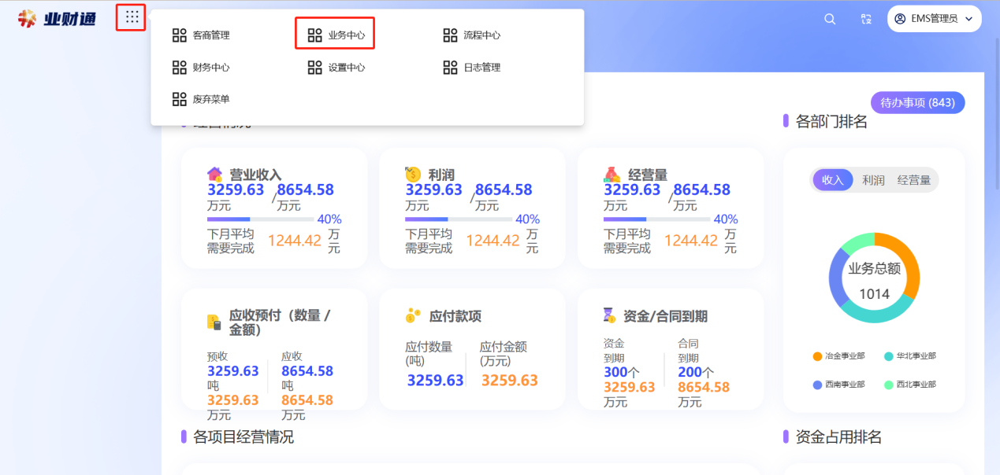 业财通
EMS管理员
客商管理 业务中心 流程中心
财务中心 设置中心 日志管理
废弃菜单
待办事项 (843)
经营情况
各部门排名
营业收入
3259.63 / 8654.58
万元 万元
40%
下月平均 需要完成 1244.42 万元
利润
3259.63 / 8654.58
万元 万元
40%
下月平均 需要完成 1244.42 万元
经营量
3259.63 / 8654.58
万元 万元
40%
下月平均 需要完成 1244.42 万元
收入 利润 经营量
业务总额
1014
冶金事业部 华北事业部
西南事业部 西北事业部
应收预付（数量 /
金额）
预收 应收
3259.63 8654.58
吨 吨
3259.63 8654.58
万元 万元
应付款项
应付数量 应付金额
(吨) (万元)
3259.63 3259.63
资金/合同到期
资金 合同
到期 到期
300个 200个
3259.63 8654.58
万元 万元
各项目经营情况
资金占用排名